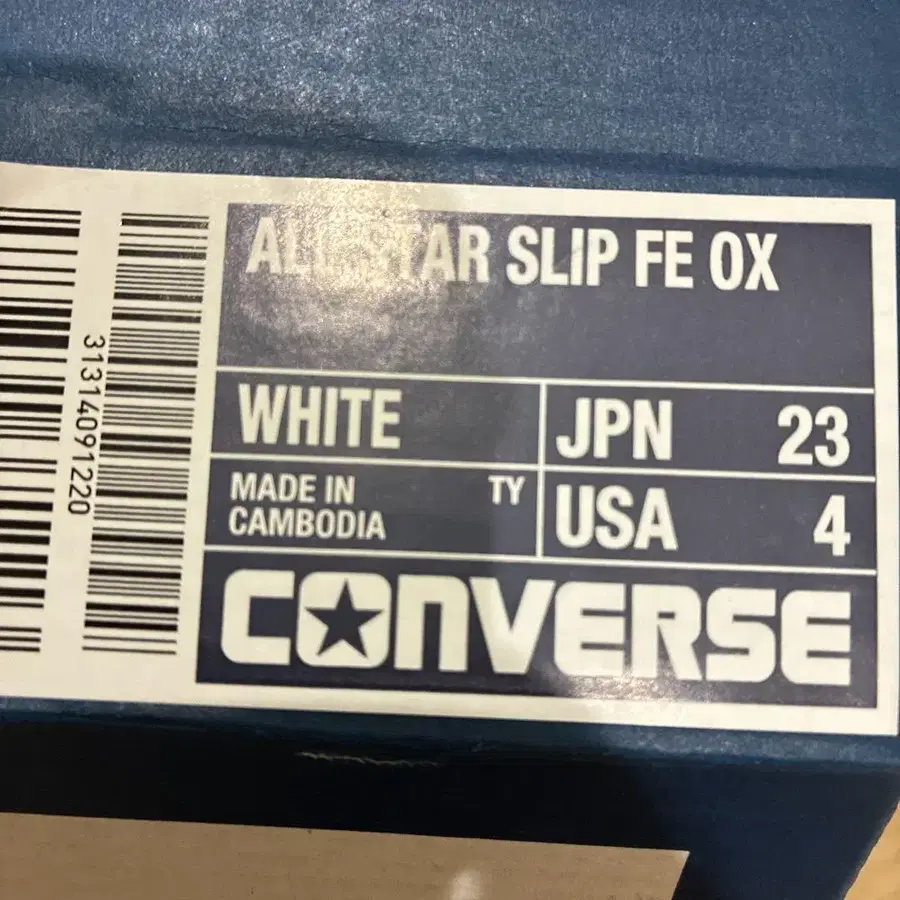 ALL STAR SLIP FE OX
WHITE
JPN 23
MADE IN TY
CAMBODIA
USA 4
CONVERSE
31314091220